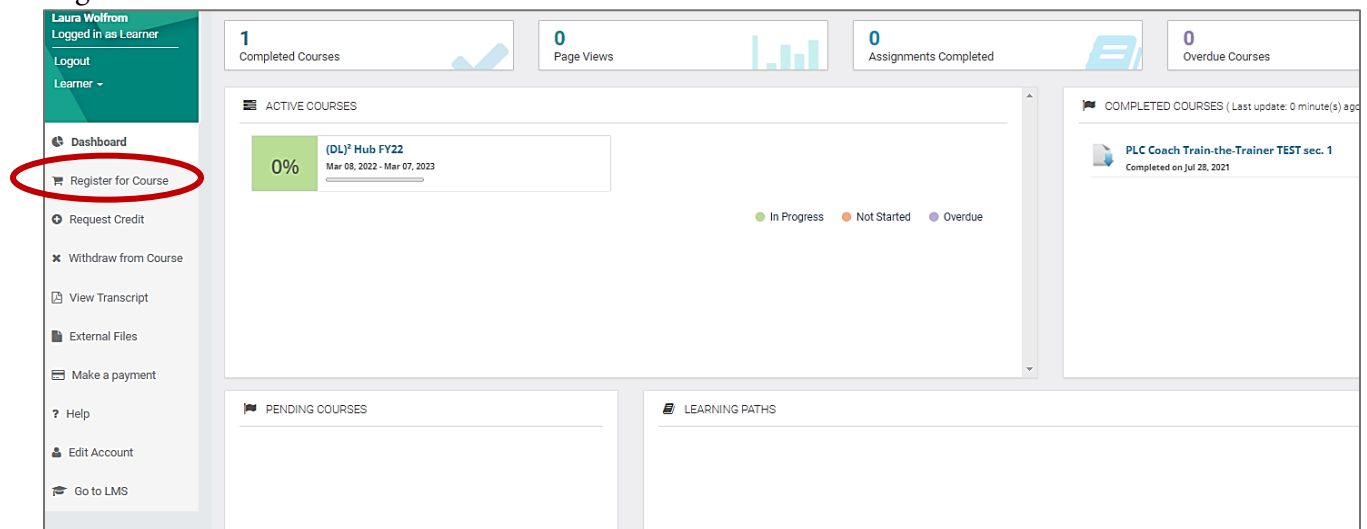 Laura Wolfrom
Logged in as Learner
Logout
Learner
Dashboard
Register for Course
Request Credit
Withdraw from Course
View Transcript
External Files
Make a payment
? Help
Edit Account
Go to LMS
1
Completed Courses
0
Page Views
0
Assignments Completed
0
Overdue Courses
ACTIVE COURSES
0%
(DL)² Hub FY22
Mar 08, 2022 - Mar 07, 2023
In Progress
Not Started
Overdue
COMPLETED COURSES ( Last update: 0 minute(s) ago
PLC Coach Train-the-Trainer TEST sec. 1
Completed on Jul 28, 2021
PENDING COURSES
LEARNING PATHS